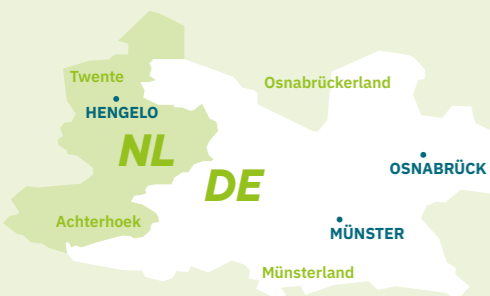 Twente
Osnabrückerland
HENGELO
NL
OSNABRÜCK
DE
Achterhoek
MÜNSTER
Münsterland